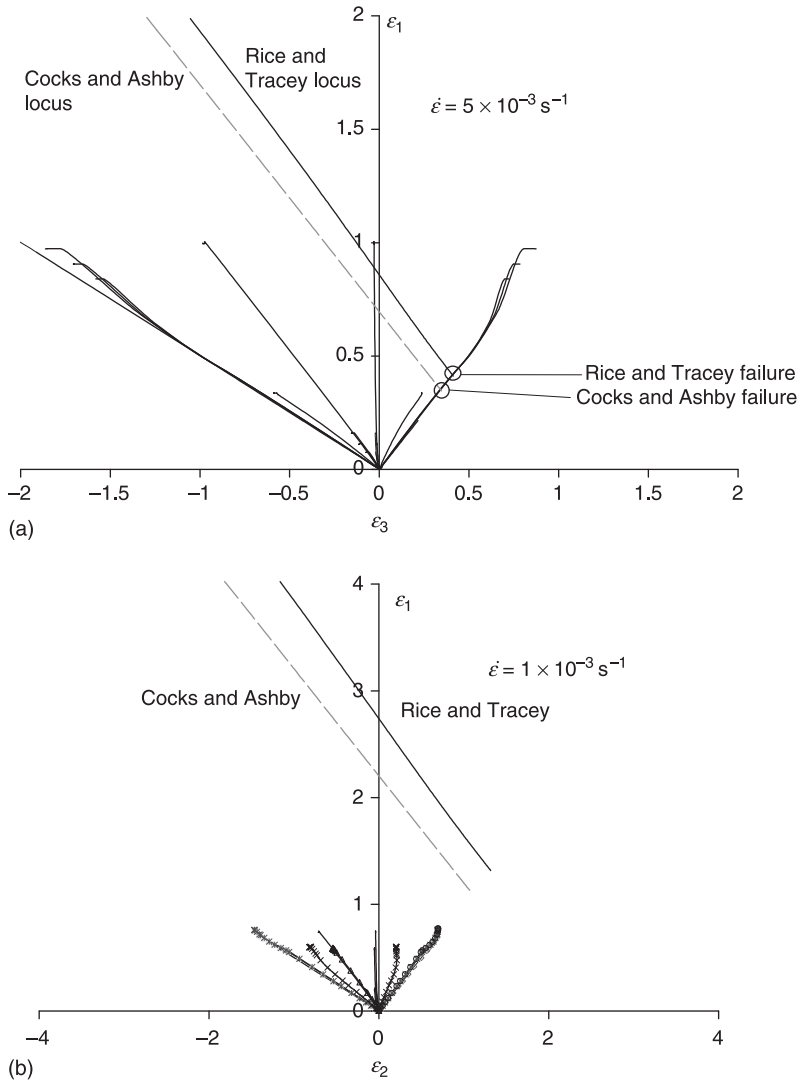 2
ε1
Rice and
Tracey locus
Cocks and Ashby
locus
ε̇ = 5 × 10−3 s−1
1.5
1
0.5
Rice and Tracey failure
Cocks and Ashby failure
0
−2
−1.5
−1
−0.5
0
0.5
1
1.5
2
(a)
ε3
4
ε1
ε̇ = 1 × 10−3 s−1
3
Cocks and Ashby
Rice and Tracey
2
1
0
−4
−2
0
2
4
(b)
ε2